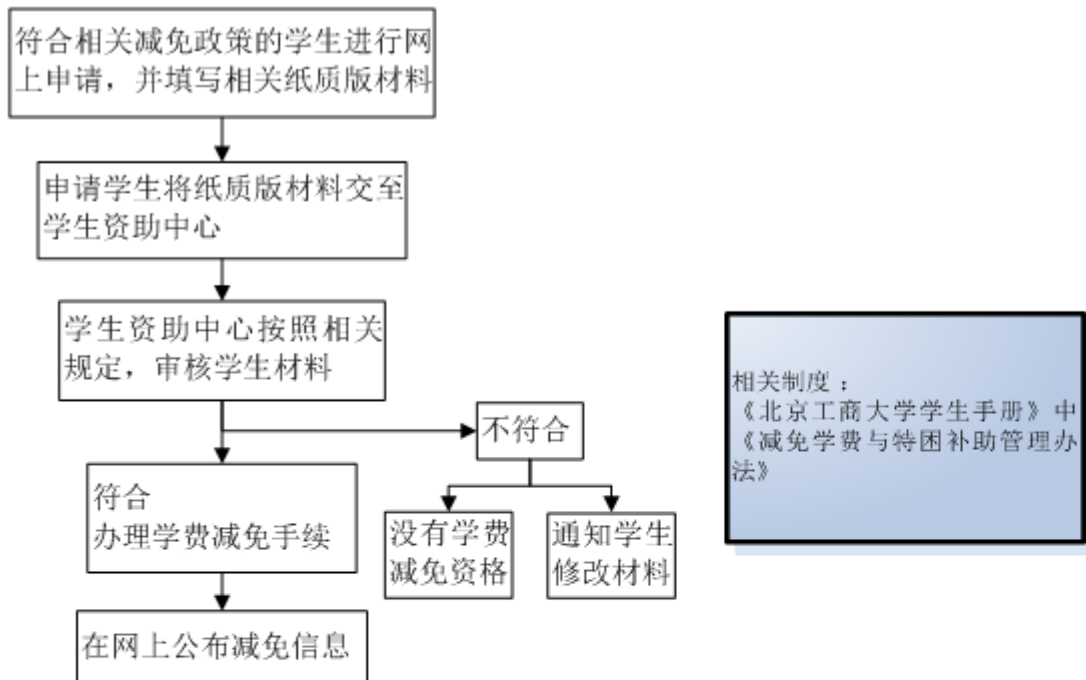 符合相关减免政策的学生进行网
上申请，并填写相关纸质版材料
申请学生将纸质版材料交至
学生资助中心
学生资助中心按照相关
规定，审核学生材料
不符合
符合
办理学费减免手续
没有学费
减免资格
通知学生
修改材料
在网上公布减免信息
相关制度：
《北京工商大学学生手册》中
《减免学费与特困补助管理办
法》